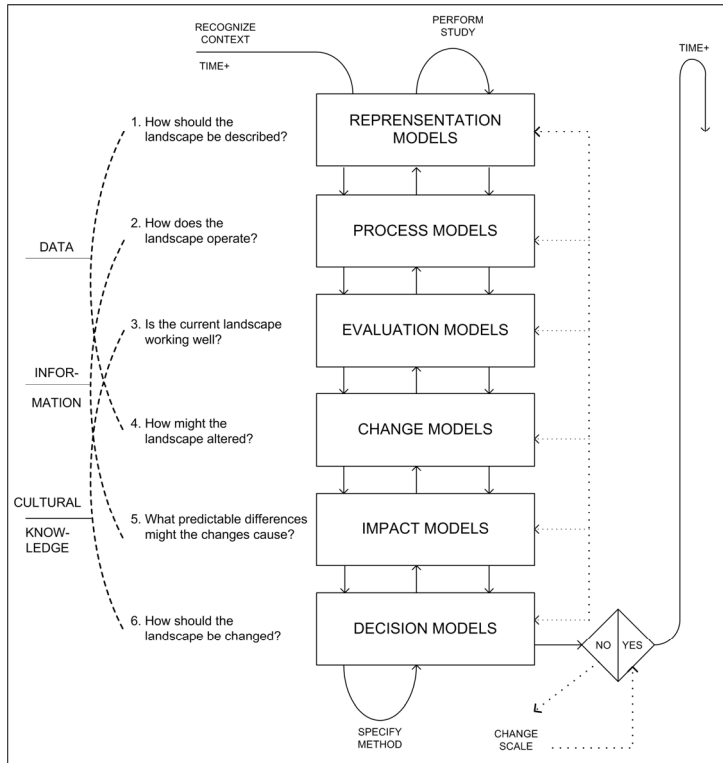 RECOGNIZE
CONTEXT
TIME+
PERFORM
STUDY
TIME+
1. How should the
landscape be described?
REPRENSENTATION
MODELS
2. How does the
landscape operate?
PROCESS MODELS
DATA
3. Is the current landscape
working well?
EVALUATION MODELS
INFOR-
MATION
4. How might the
landscape altered?
CHANGE MODELS
CULTURAL
KNOW-
LEDGE
5. What predictable differences
might the changes cause?
IMPACT MODELS
6. How should the
landscape be changed?
DECISION MODELS
NO
YES
SPECIFY
METHOD
CHANGE
SCALE